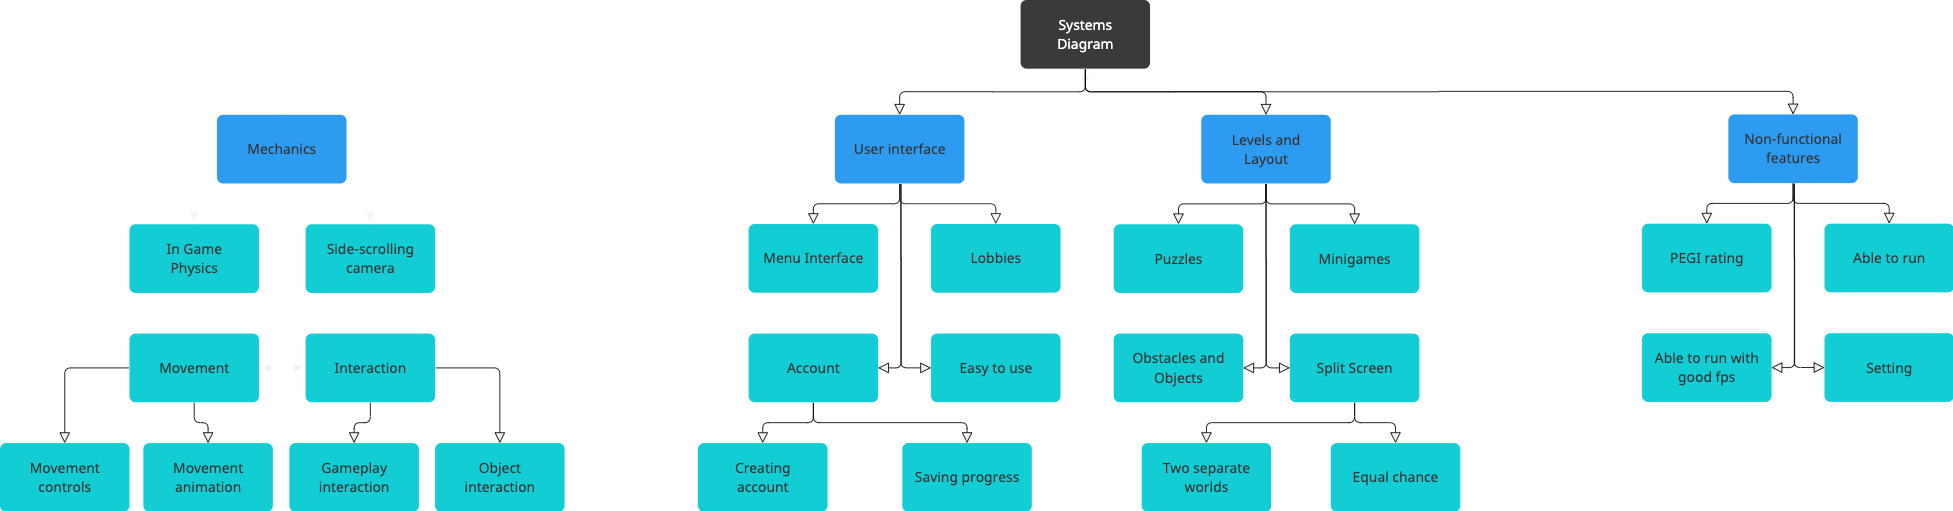 Systems
Diagram
Mechanics
User interface
Levels and
Layout
Non-functional
features
In Game
Physics
Side-scrolling
camera
Menu Interface
Lobbies
Puzzles
Minigames
PEGI rating
Able to run
Movement
Interaction
Account
Easy to use
Obstacles and
Objects
Split Screen
Able to run with
good fps
Setting
Movement
controls
Movement
animation
Gameplay
interaction
Object
interaction
Creating
account
Saving progress
Two separate
worlds
Equal chance